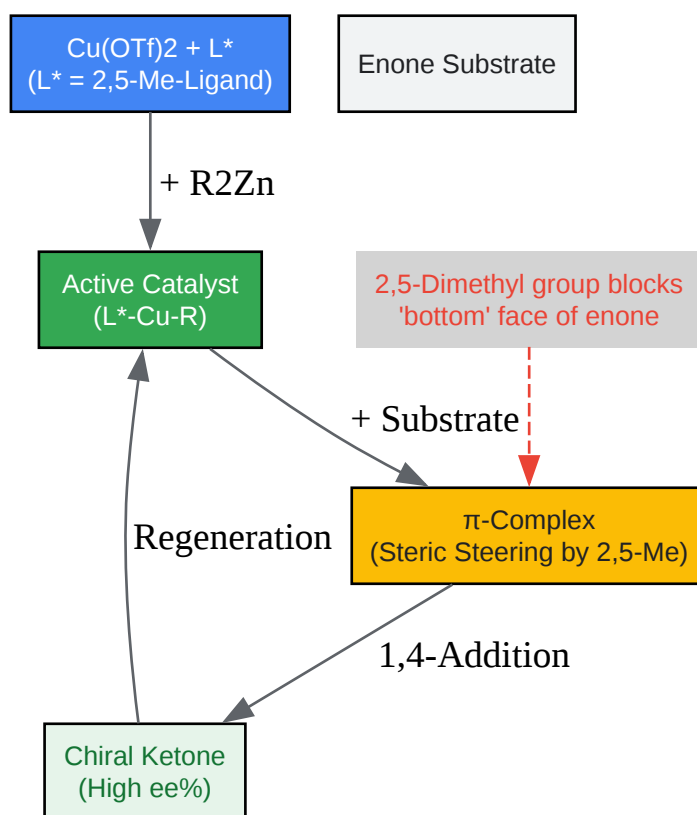 Cu(OTf)2 + L*
(L* = 2,5-Me-Ligand)
Enone Substrate
+ R2Zn
Active Catalyst
(L*-Cu-R)
2,5-Dimethyl group blocks
'bottom' face of enone
+ Substrate
π-Complex
(Steric Steering by 2,5-Me)
Regeneration
1,4-Addition
Chiral Ketone
(High ee%)